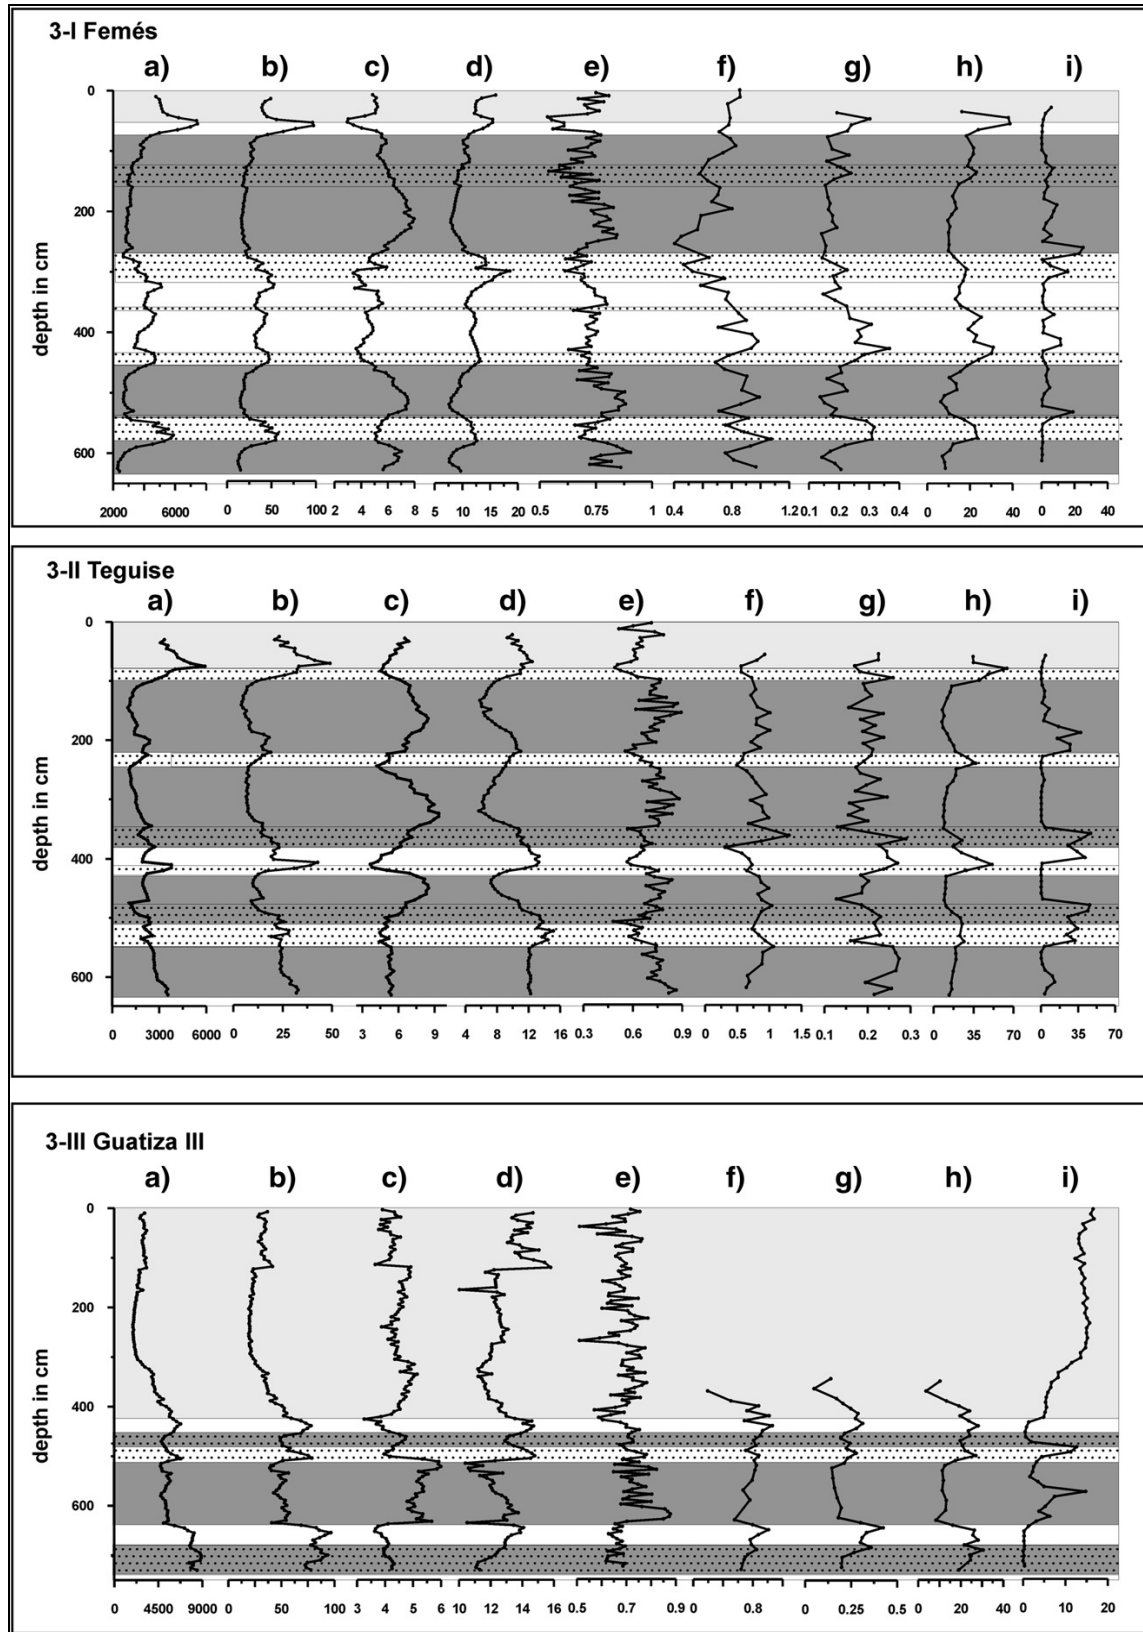 3-I Femés
a) b) c) d) e) f) g) h) i)
0
200
400
600
depth in cm
2000 6000 0 50 100 2 4 6 8 5 10 15 20 0.5 0.75 1 0.4 0.8 1.2 0.1 0.2 0.3 0.4 0 20 40 0 20 40
3-II Teguise
a) b) c) d) e) f) g) h) i)
0
200
400
600
depth in cm
0 3000 6000 0 25 50 3 6 9 4 8 12 16 0.3 0.6 0.9 0 0.5 1 1.5 0.1 0.2 0.3 0 35 70 0 35 70
3-III Guatiza III
a) b) c) d) e) f) g) h) i)
0
200
400
600
depth in cm
0 4500 9000 0 50 100 3 4 5 6 10 12 14 16 0.5 0.7 0.9 0 0.8 0 0.25 0.5 0 20 40 0 10 20